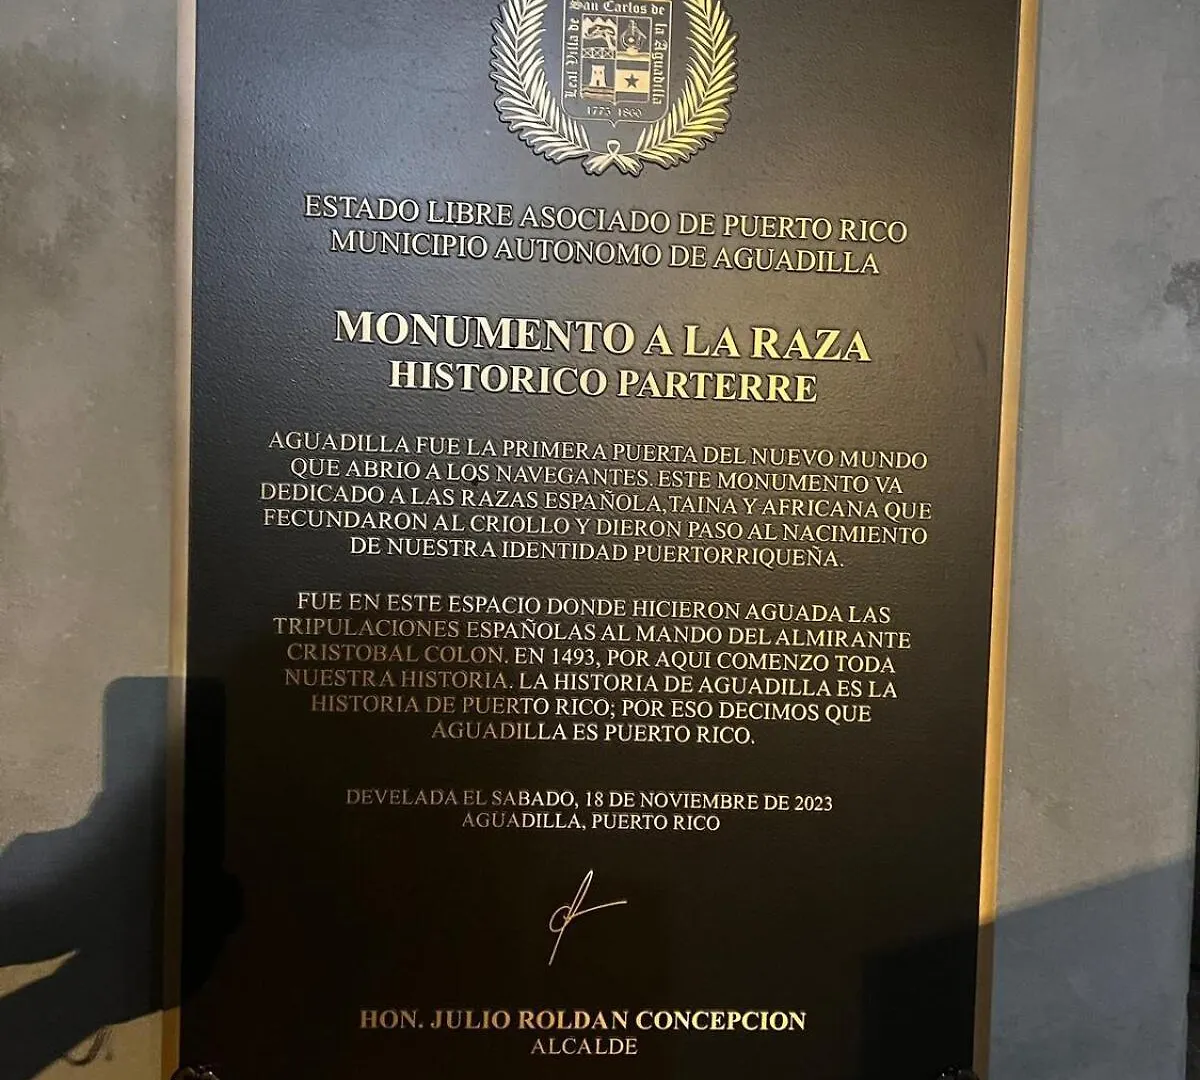 San Carlos de
Leal Villa de
la Aguadilla
1775 1860
ESTADO LIBRE ASOCIADO DE PUERTO RICO
MUNICIPIO AUTONOMO DE AGUADILLA
MONUMENTO A LA RAZA
HISTORICO PARTERRE
AGUADILLA FUE LA PRIMERA PUERTA DEL NUEVO MUNDO
QUE ABRIO A LOS NAVEGANTES. ESTE MONUMENTO VA
DEDICADO A LAS RAZAS ESPAÑOLA, TAINA Y AFRICANA QUE
FECUNDARON AL CRIOLLO Y DIERON PASO AL NACIMIENTO
DE NUESTRA IDENTIDAD PUERTORRIQUEÑA.
FUE EN ESTE ESPACIO DONDE HICIERON AGUADA LAS
TRIPULACIONES ESPAÑOLAS AL MANDO DEL ALMIRANTE
CRISTOBAL COLON. EN 1493, POR AQUI COMENZO TODA
NUESTRA HISTORIA. LA HISTORIA DE AGUADILLA ES LA
HISTORIA DE PUERTO RICO; POR ESO DECIMOS QUE
AGUADILLA ES PUERTO RICO.
DEVELADA EL SABADO, 18 DE NOVIEMBRE DE 2023
AGUADILLA, PUERTO RICO
HON. JULIO ROLDAN CONCEPCION
ALCALDE